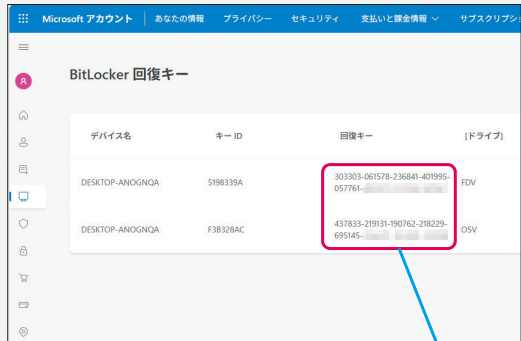 Microsoft アカウント あなたの情報 プライバシー セキュリティ 支払いと課金情報 サブスクリプショ
A
BitLocker 回復キー
デバイス名 キー ID 回復キー [ドライブ]
DESKTOP-ANOGNQA 5198339A 303303-061578-236841-401995- FDV
057761-
DESKTOP-ANOGNQA F3B328AC 437833-219131-190762-218229- OSV
695145-